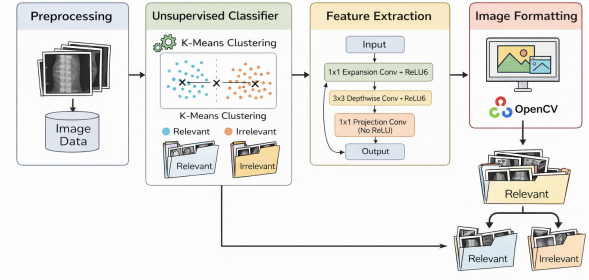 Preprocessing
Image
Data
Unsupervised Classifier
K-Means Clustering
K-Means Clustering
Relevant
Irrelevant
Relevant
Irrelevant
Feature Extraction
Input
1x1 Expansion Conv + ReLU6
3x3 Depthwise Conv + ReLU6
1x1 Projection Conv
(No ReLU)
Output
Image Formatting
OpenCV
Relevant
Relevant
Irrelevant